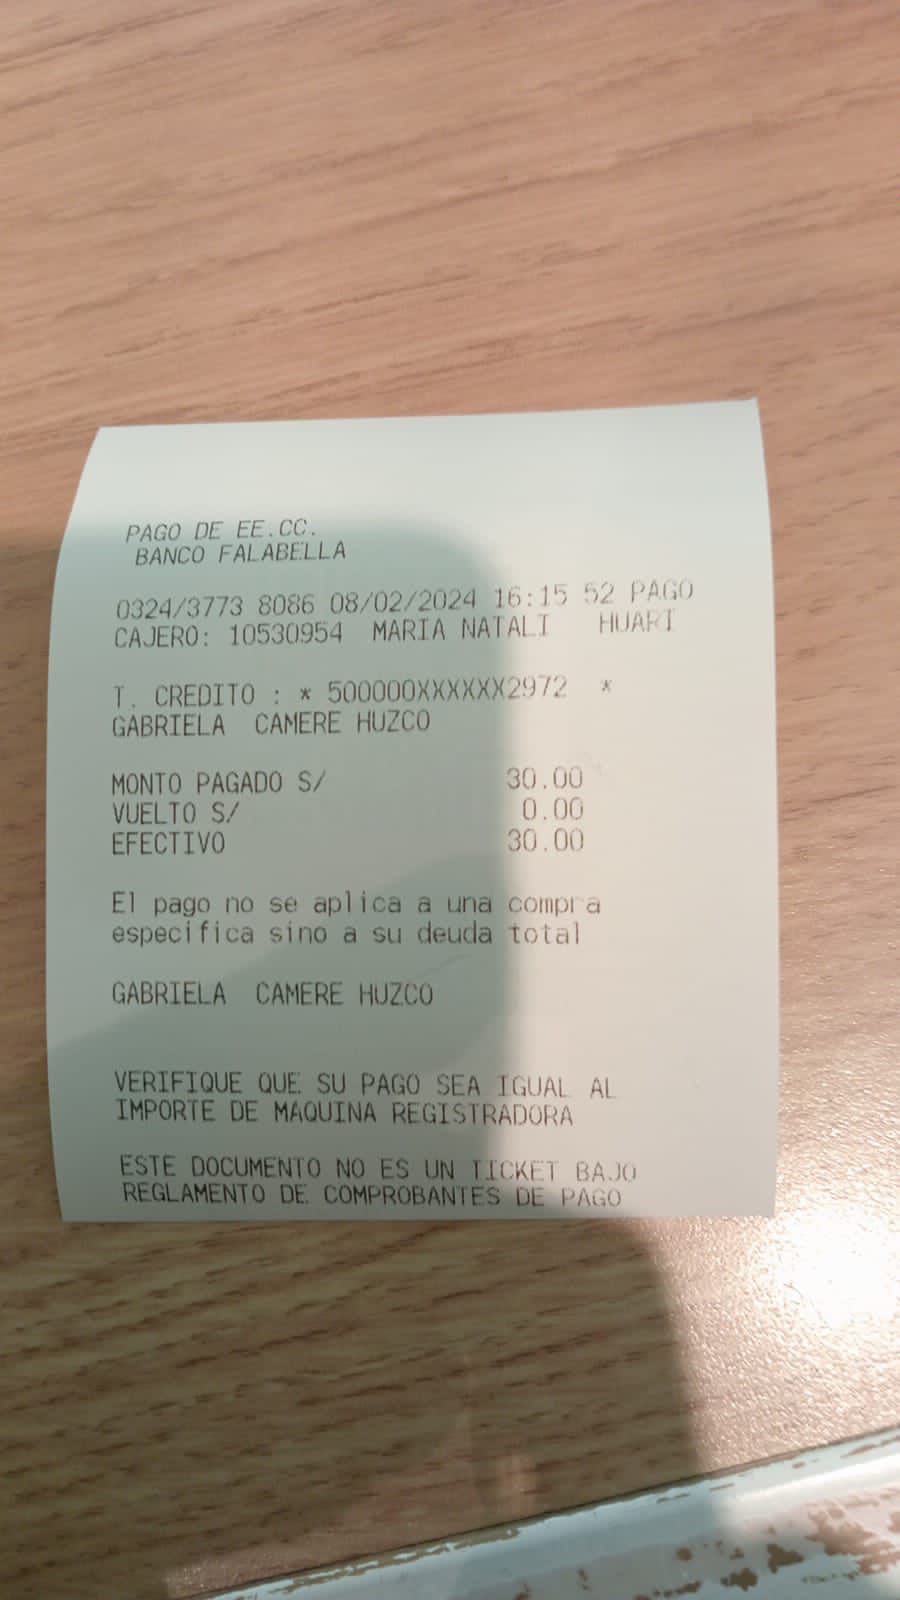 PAGO DE EE.CC.
BANCO FALABELLA
0324/3773 8086 08/02/2024 16:15 52 PAGO
CAJERO: 10530954 MARIA NATALI HUARI
T. CREDITO : * 500000XXXXXX2972 *
GABRIELA CAMERE HUZCO
MONTO PAGADO S/ 30.00
VUELTO S/ 0.00
EFECTIVO 30.00
El pago no se aplica a una compra
especifica sino a su deuda total
GABRIELA CAMERE HUZCO
VERIFIQUE QUE SU PAGO SEA IGUAL AL
IMPORTE DE MAQUINA REGISTRADORA
ESTE DOCUMENTO NO ES UN TICKET BAJO
REGLAMENTO DE COMPROBANTES DE PAGO